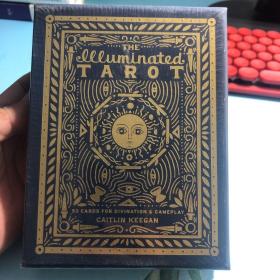 THE
illuminated
TAROT
53 CARDS FOR DIVINATION & GAMEPLAY
CAITLIN KEEGAN